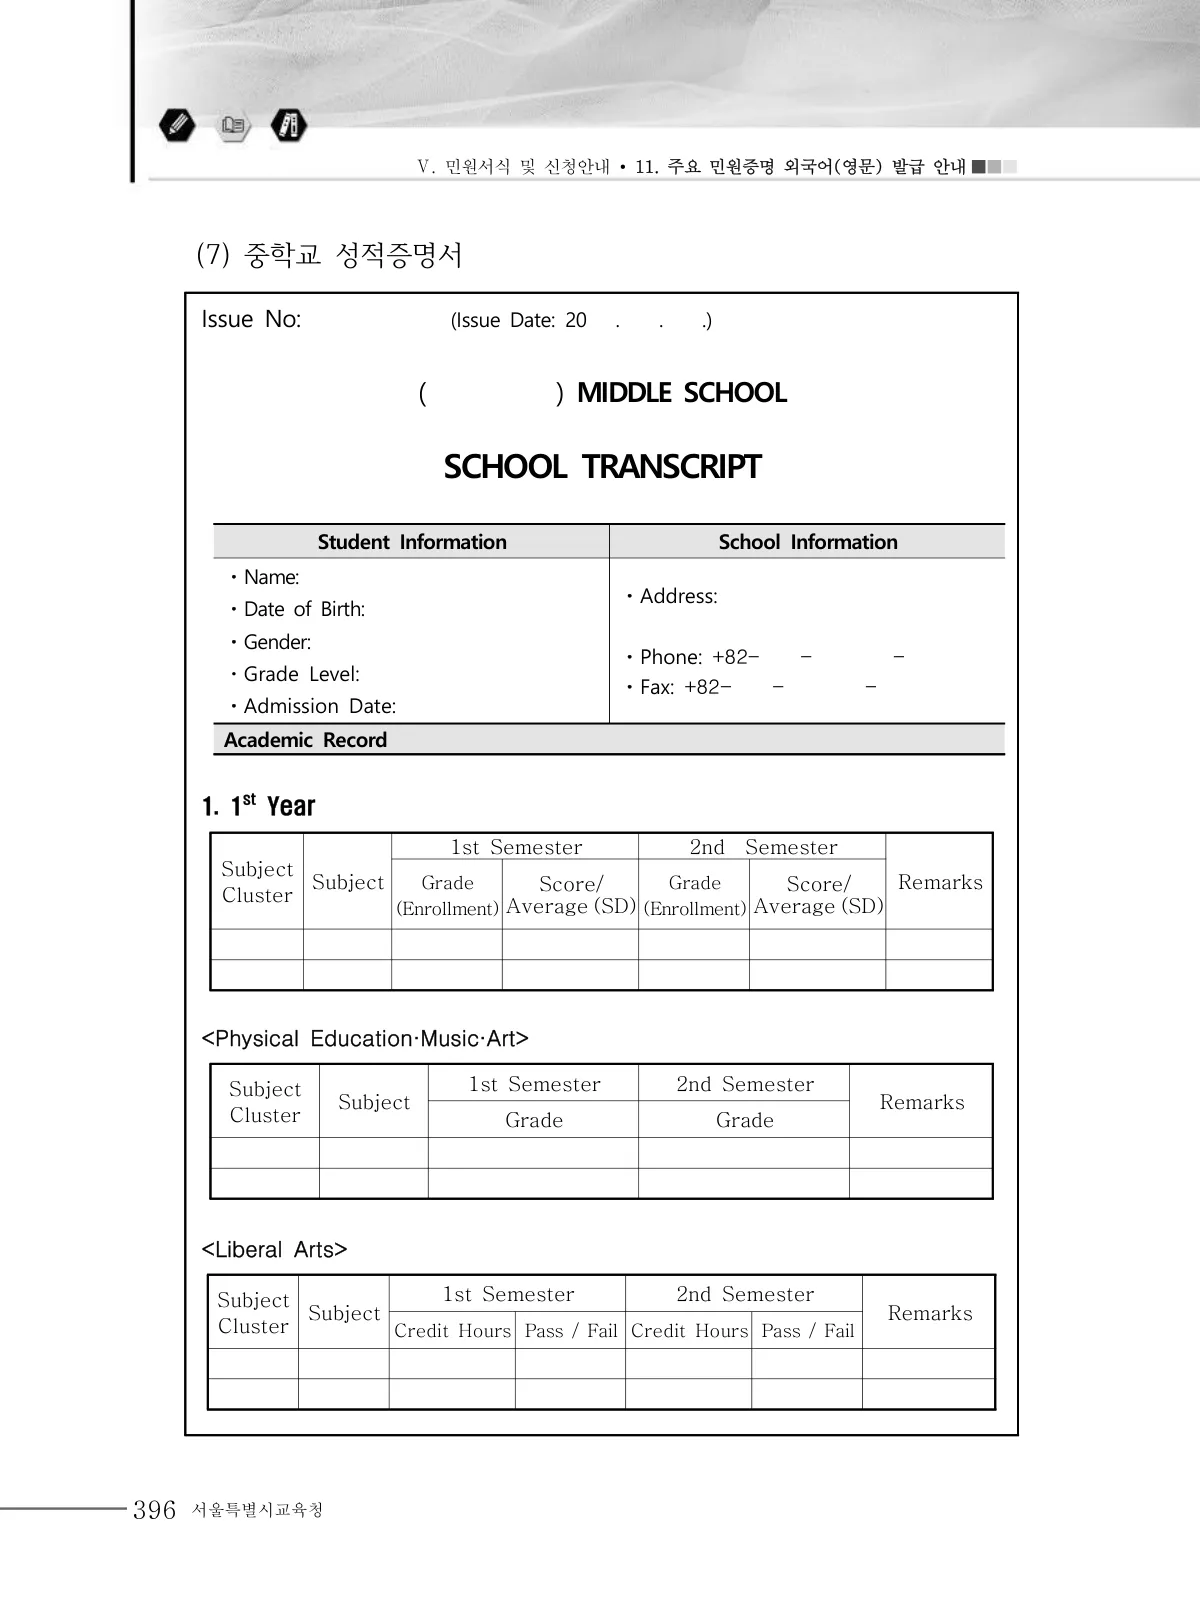 Ⅴ. 민원서식 및 신청안내 • 11. 주요 민원증명 외국어(영문) 발급 안내
(7) 중학교 성적증명서
Issue No: (Issue Date: 20 . . .)
( ) MIDDLE SCHOOL
SCHOOL TRANSCRIPT
Student Information School Information
・Name:
・Date of Birth:
・Gender:
・Grade Level:
・Admission Date:
・Address:
・Phone: +82- - -
・Fax: +82- - -
Academic Record
1. 1st Year
Subject Cluster Subject 1st Semester 2nd Semester Remarks
Grade (Enrollment) Score/ Average (SD) Grade (Enrollment) Score/ Average (SD)
<Physical Education·Music·Art>
Subject Cluster Subject 1st Semester 2nd Semester Remarks
Grade Grade
<Liberal Arts>
Subject Cluster Subject 1st Semester 2nd Semester Remarks
Credit Hours Pass / Fail Credit Hours Pass / Fail
396 서울특별시교육청